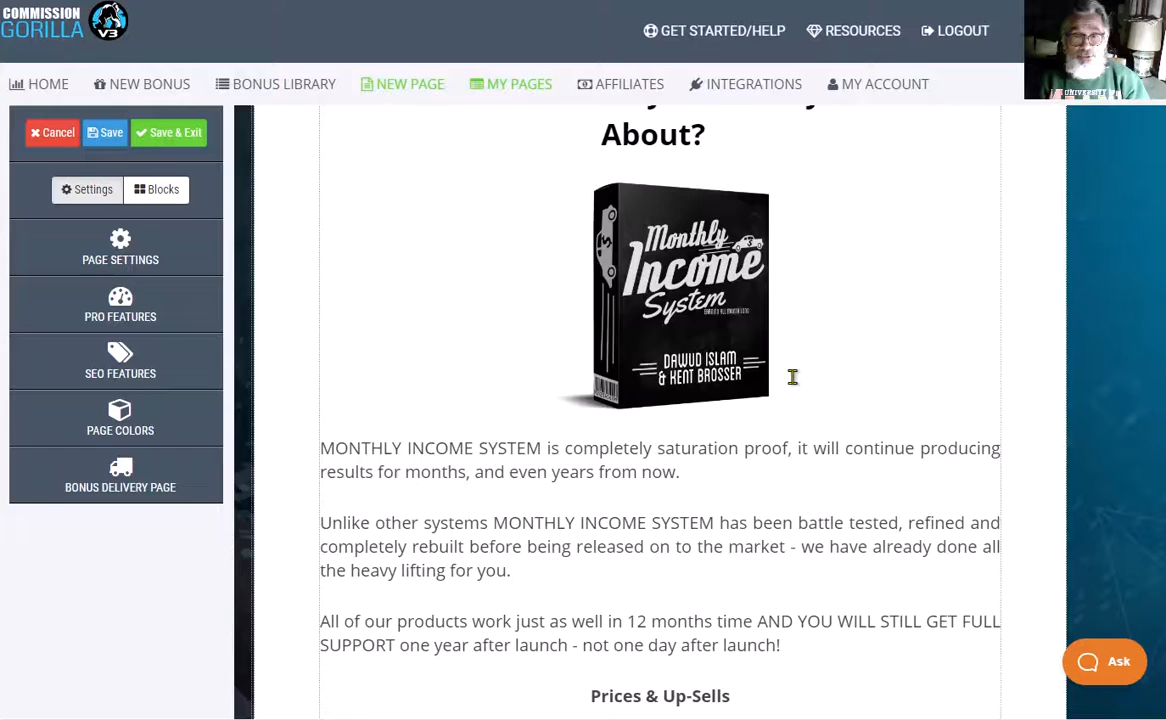 COMMISSION
GORILLA
V3
GET STARTED/HELP RESOURCES LOGOUT
HOME NEW BONUS BONUS LIBRARY NEW PAGE MY PAGES AFFILIATES INTEGRATIONS MY ACCOUNT
Cancel Save Save & Exit
Settings Blocks
PAGE SETTINGS
PRO FEATURES
SEO FEATURES
PAGE COLORS
BONUS DELIVERY PAGE
About?
Monthly
Income
System
DAWUD ISLAM
& KENT BROSSER
MONTHLY INCOME SYSTEM is completely saturation proof, it will continue producing
results for months, and even years from now.
Unlike other systems MONTHLY INCOME SYSTEM has been battle tested, refined and
completely rebuilt before being released on to the market - we have already done all
the heavy lifting for you.
All of our products work just as well in 12 months time AND YOU WILL STILL GET FULL
SUPPORT one year after launch - not one day after launch!
Prices & Up-Sells
Ask